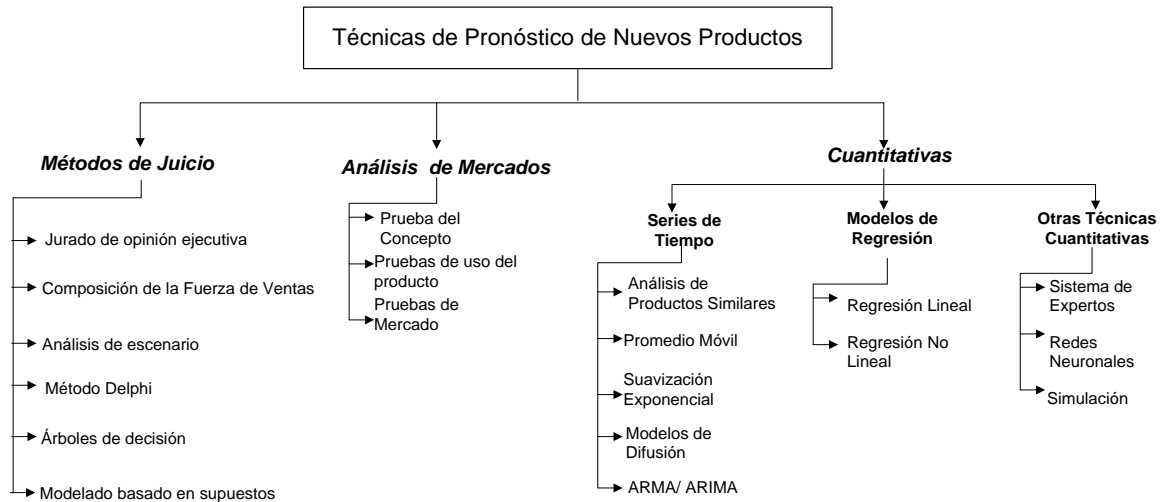 Técnicas de Pronóstico de Nuevos Productos
Métodos de Juicio
Jurado de opinión ejecutiva
Composición de la Fuerza de Ventas
Análisis de escenario
Método Delphi
Árboles de decisión
Modelado basado en supuestos
Análisis de Mercados
Prueba del
Concepto
Pruebas de uso del
producto
Pruebas de
Mercado
Cuantitativas
Series de
Tiempo
Análisis de
Productos Similares
Promedio Móvil
Suavización
Exponencial
Modelos de
Difusión
ARMA/ ARIMA
Modelos de
Regresión
Regresión Lineal
Regresión No
Lineal
Otras Técnicas
Cuantitativas
Sistema de
Expertos
Redes
Neuronales
Simulación